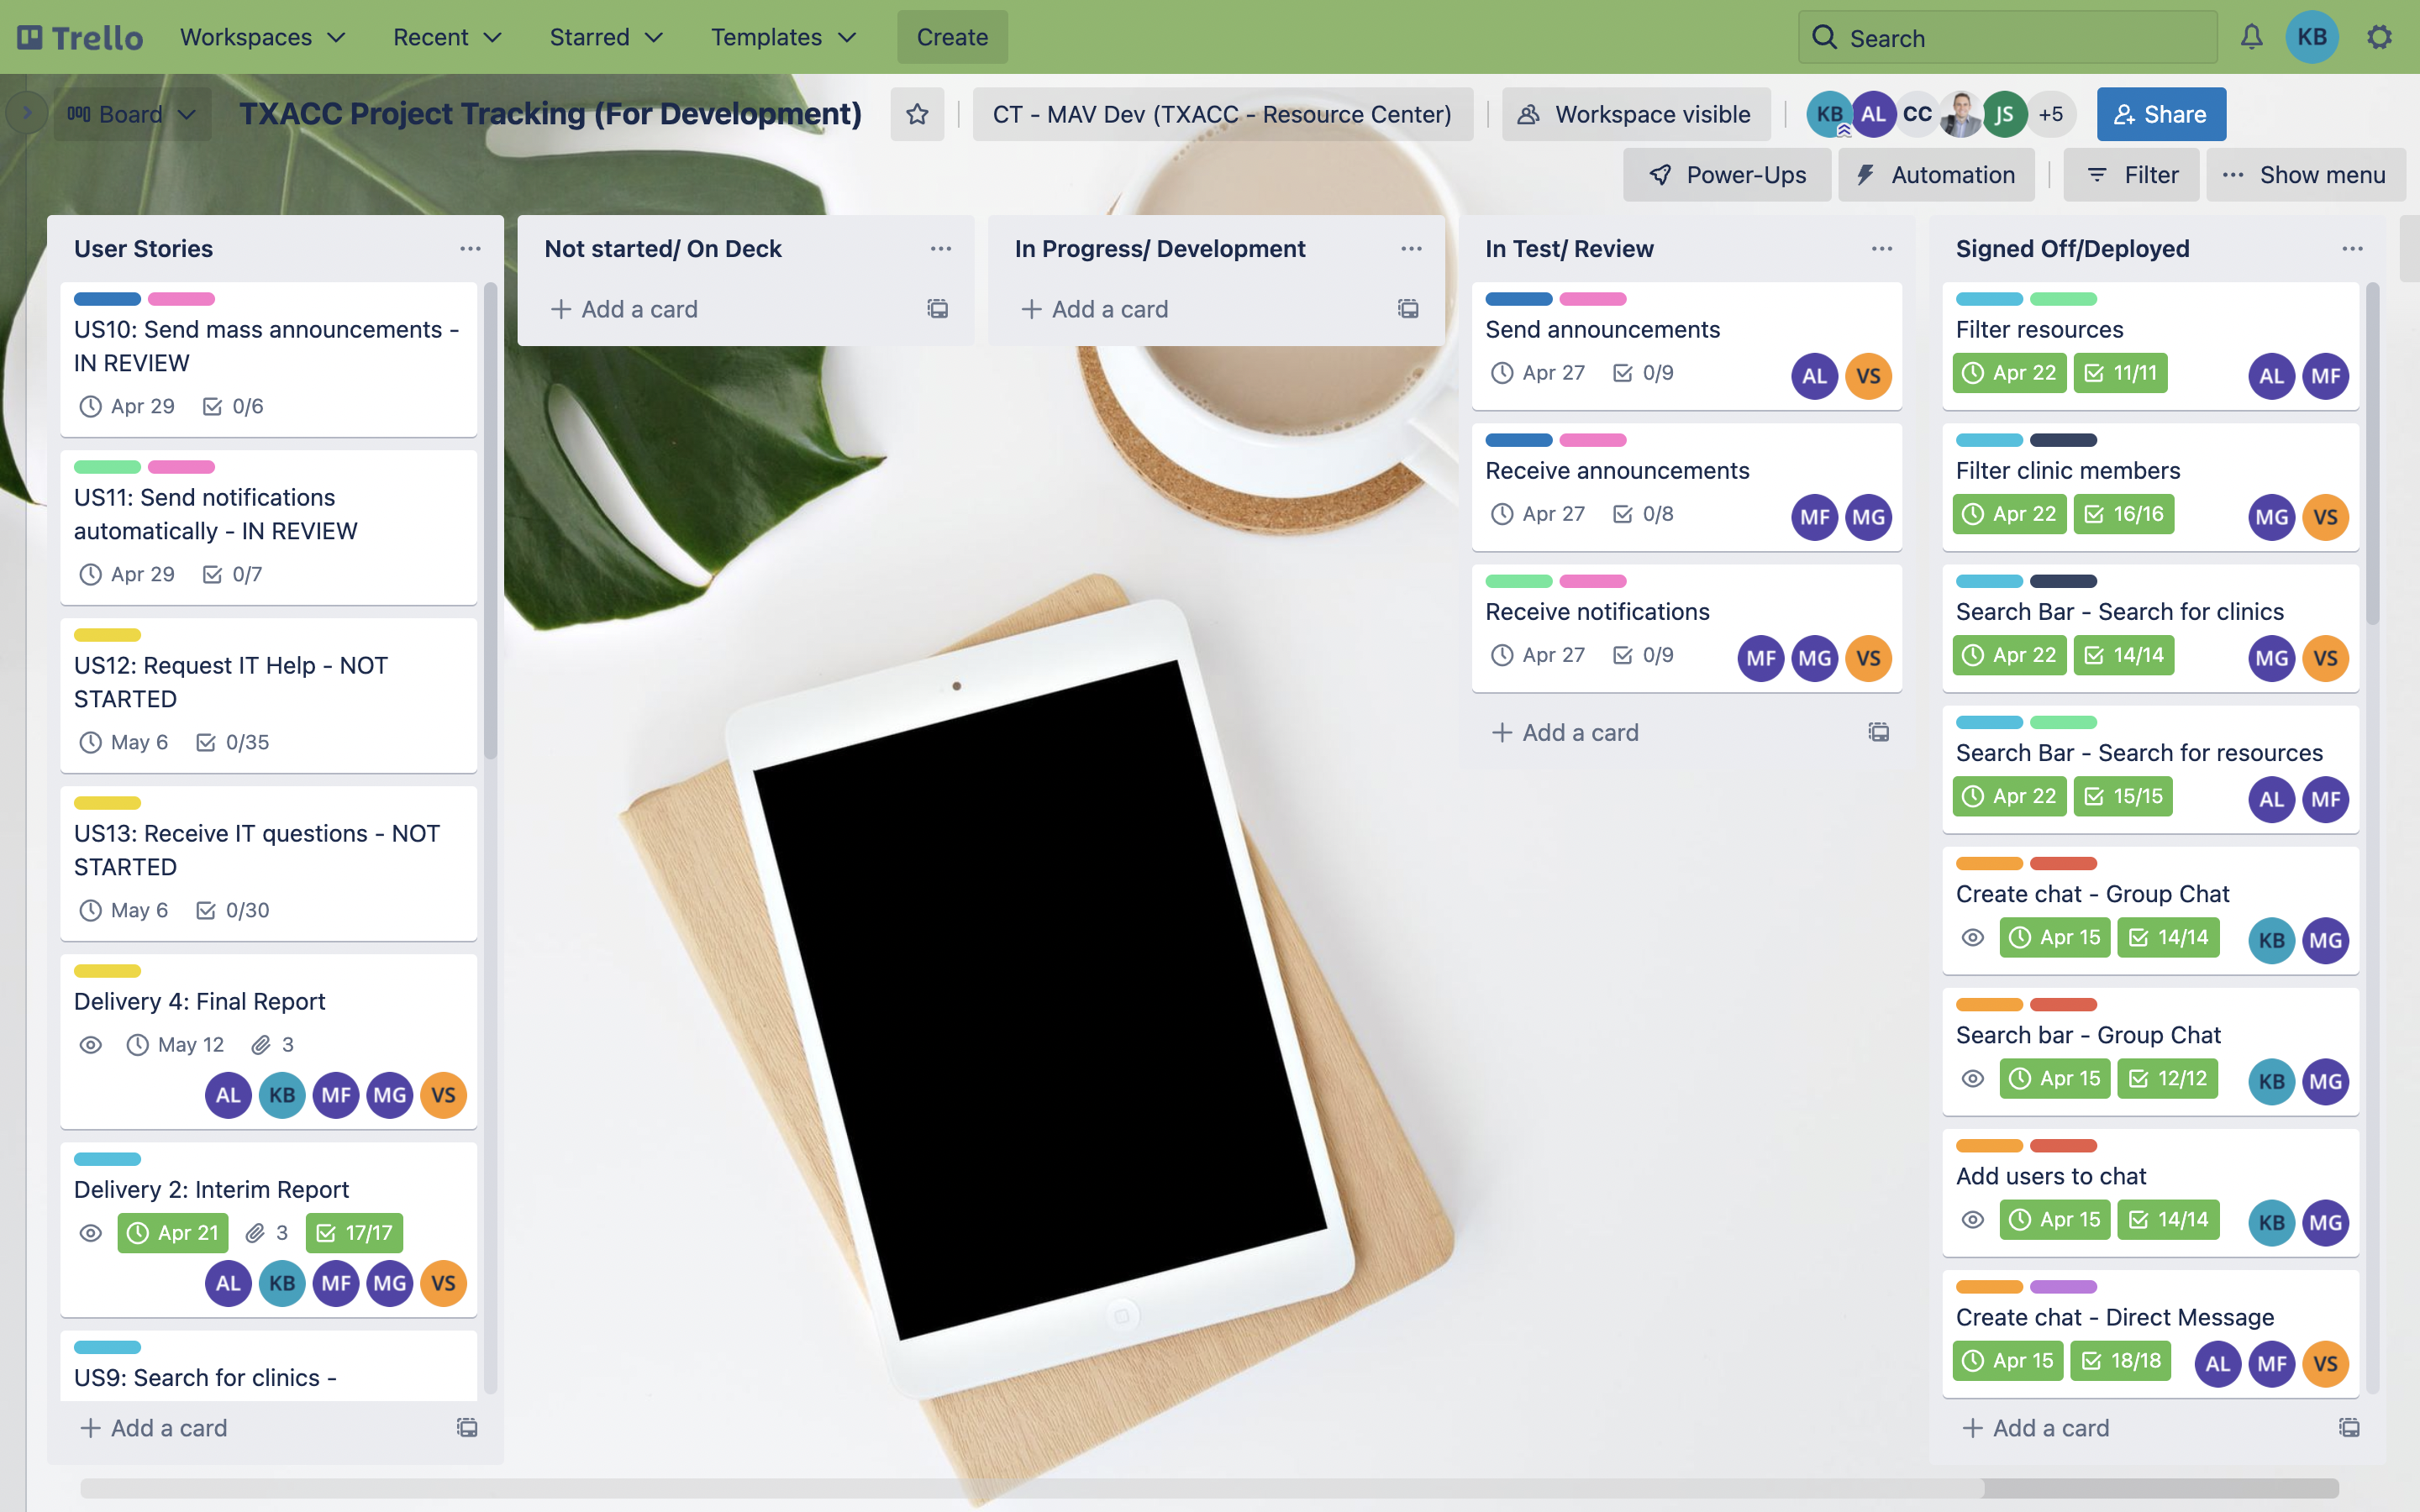 Trello
Workspaces
Recent
Starred
Templates
Create
Search
KB
Board
TXACC Project Tracking (For Development)
CT - MAV Dev (TXACC - Resource Center)
Workspace visible
KB
AL
CC
JS
+5
Share
Power-Ups
Automation
Filter
Show menu
User Stories
US10: Send mass announcements -
IN REVIEW
Apr 29
0/6
US11: Send notifications
automatically - IN REVIEW
Apr 29
0/7
US12: Request IT Help - NOT
STARTED
May 6
0/35
US13: Receive IT questions - NOT
STARTED
May 6
0/30
Delivery 4: Final Report
May 12
3
AL
KB
MF
MG
VS
Delivery 2: Interim Report
Apr 21
3
17/17
AL
KB
MF
MG
VS
US9: Search for clinics -
Add a card
Not started/ On Deck
Add a card
In Progress/ Development
Add a card
In Test/ Review
Send announcements
Apr 27
0/9
AL
VS
Receive announcements
Apr 27
0/8
MF
MG
Receive notifications
Apr 27
0/9
MF
MG
VS
Add a card
Signed Off/Deployed
Filter resources
Apr 22
11/11
AL
MF
Filter clinic members
Apr 22
16/16
MG
VS
Search Bar - Search for clinics
Apr 22
14/14
MG
VS
Search Bar - Search for resources
Apr 22
15/15
AL
MF
Create chat - Group Chat
Apr 15
14/14
KB
MG
Search bar - Group Chat
Apr 15
12/12
KB
MG
Add users to chat
Apr 15
14/14
KB
MG
Create chat - Direct Message
Apr 15
18/18
AL
MF
VS
Add a card